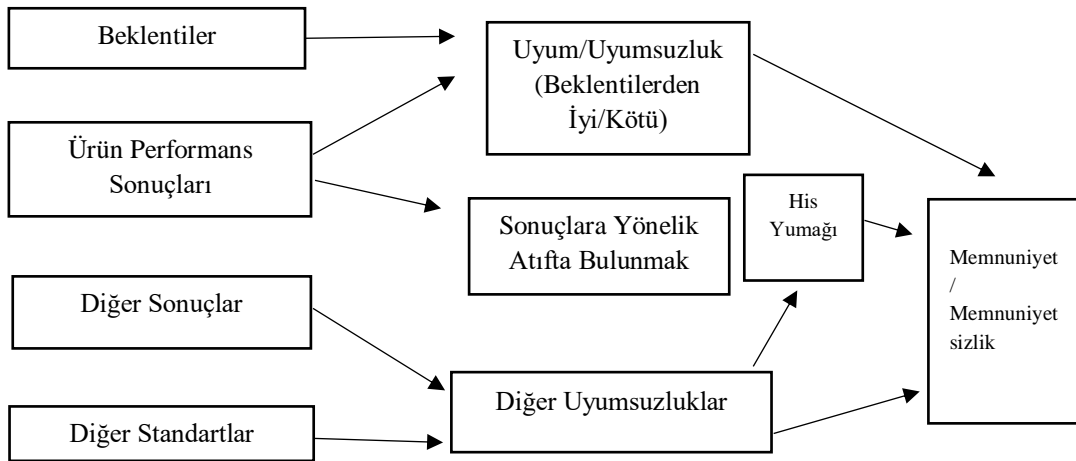 Beklentiler
Uyum/Uyumsuzluk
(Beklentilerden
İyi/Kötü)
Ürün Performans
Sonuçları
Sonuçlara Yönelik
Atıfta Bulunmak
His
Yumağı
Memnuniyet
/
Memnuniyet
sizlik
Diğer Sonuçlar
Diğer Uyumsuzluklar
Diğer Standartlar